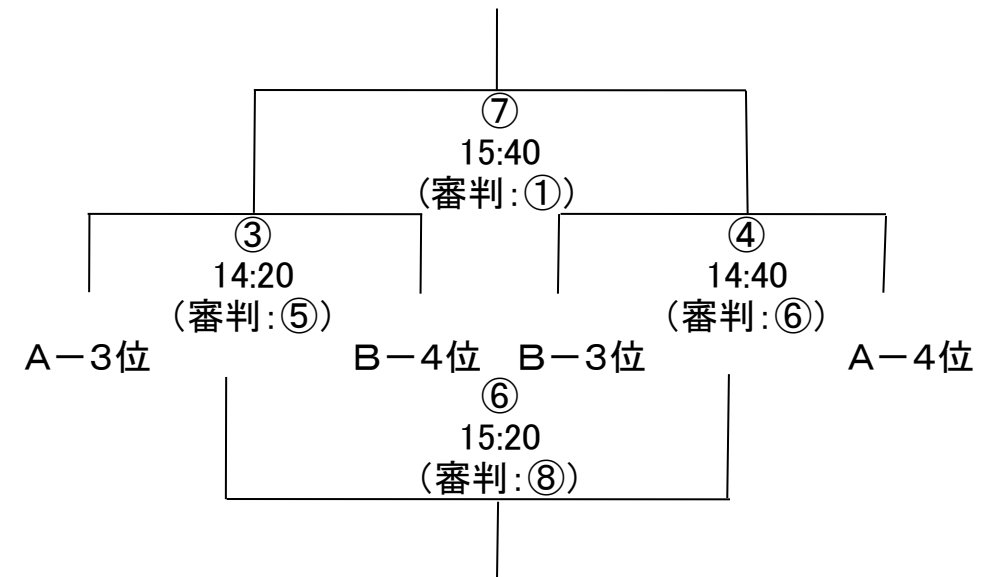 ⑦
15:40
（審判：①）
③
14:20
（審判：⑤）
④
14:40
（審判：⑥）
A－3位
B－4位
B－3位
A－4位
⑥
15:20
（審判：⑧）